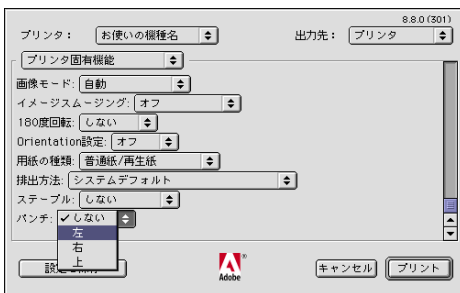 8.8.0 (301)
プリンタ： お使いの機種名 出力先： プリンタ
プリンタ固有機能
画像モード: 自動
イメージスムージング: オフ
180度回転: しない
Orientation設定: オフ
用紙の種類: 普通紙/再生紙
排出方法: システムデフォルト
ステープル: しない
パンチ: ✓しない
左
右
上
Adobe
キャンセル プリント